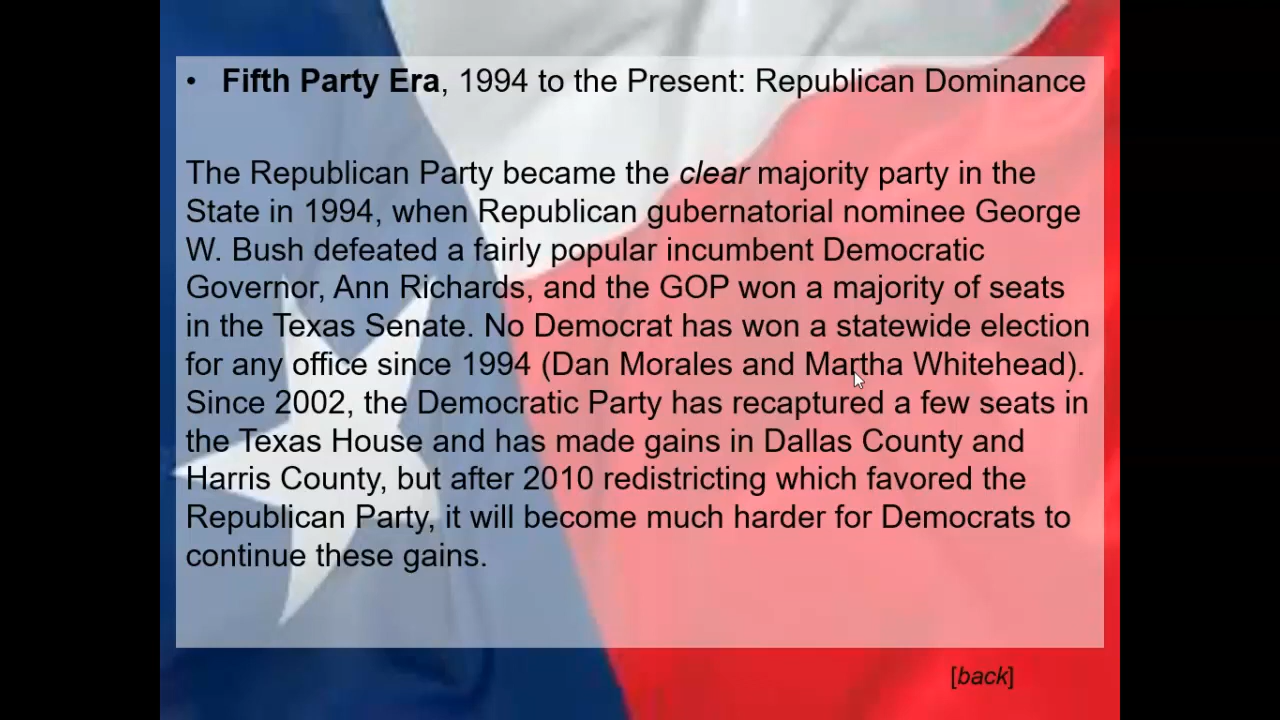 • Fifth Party Era, 1994 to the Present: Republican Dominance
The Republican Party became the clear majority party in the
State in 1994, when Republican gubernatorial nominee George
W. Bush defeated a fairly popular incumbent Democratic
Governor, Ann Richards, and the GOP won a majority of seats
in the Texas Senate. No Democrat has won a statewide election
for any office since 1994 (Dan Morales and Martha Whitehead).
Since 2002, the Democratic Party has recaptured a few seats in
the Texas House and has made gains in Dallas County and
Harris County, but after 2010 redistricting which favored the
Republican Party, it will become much harder for Democrats to
continue these gains.
[back]